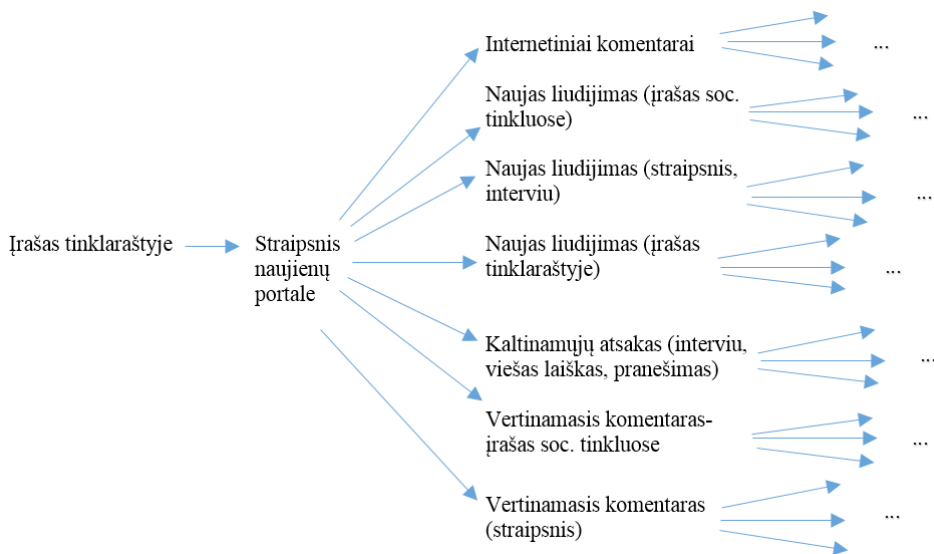 Internetiniai komentarai
...
Naujas liudijimas (įrašas soc.
tinkluose)
...
Naujas liudijimas (straipsnis,
interviu)
...
Įrašas tinklaraštyje
Straipsnis
naujienų
portale
Naujas liudijimas (įrašas
tinklaraštyje)
...
Kaltinamųjų atsakas (interviu,
viešas laiškas, pranešimas)
...
Vertinamasis komentaras-
įrašas soc. tinkluose
...
Vertinamasis komentaras
(straipsnis)
...